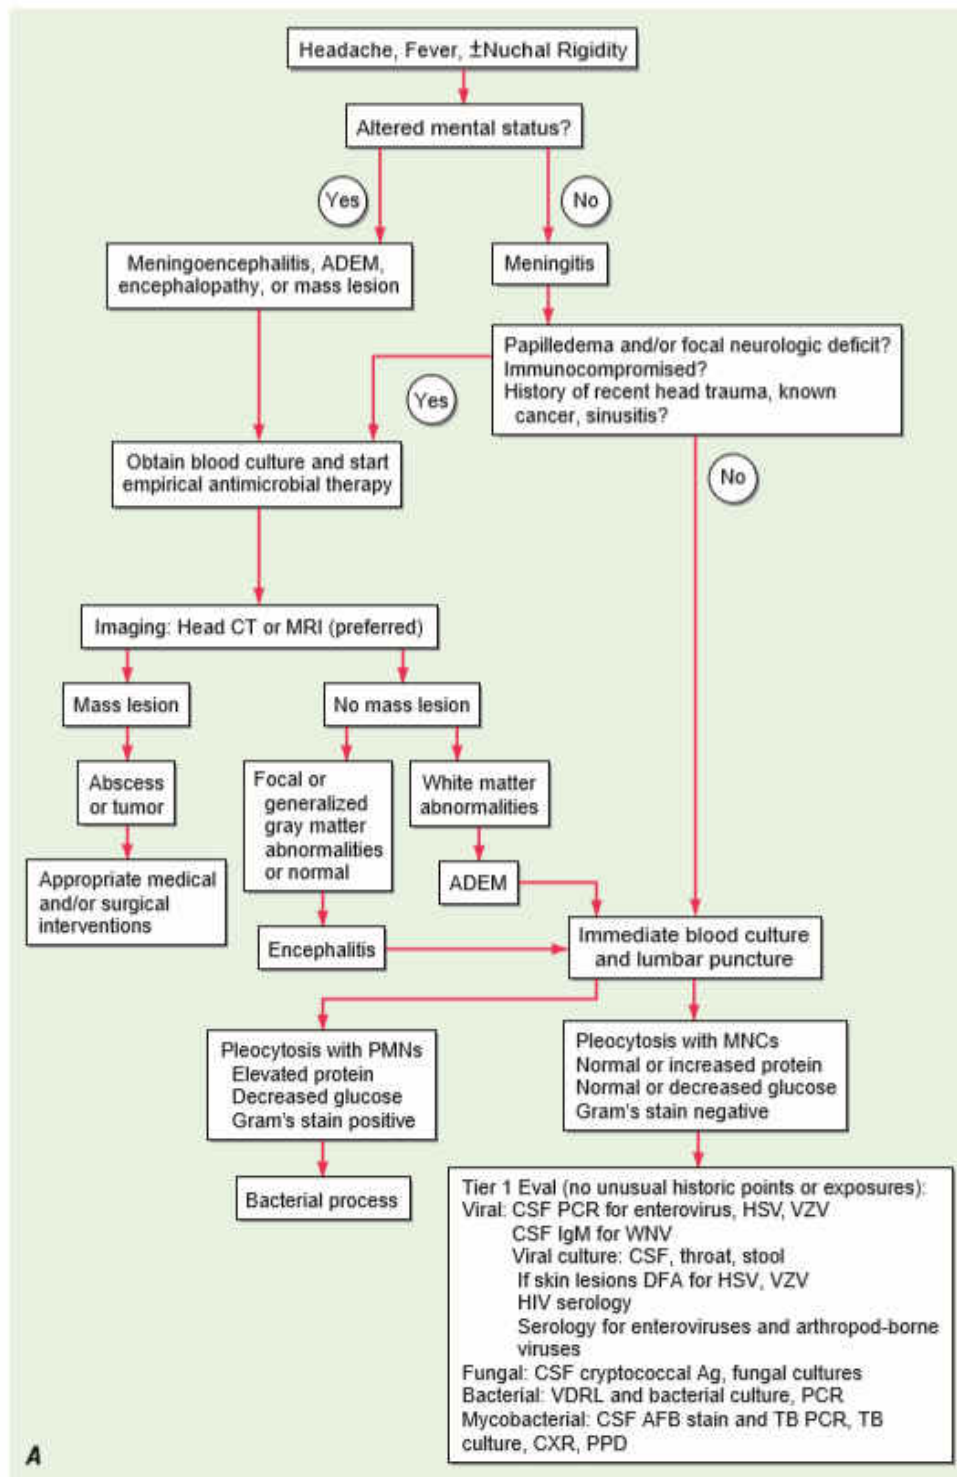 Headache, Fever, ±Nuchal Rigidity
Altered mental status?
Yes
No
Meningoencephalitis, ADEM,
encephalopathy, or mass lesion
Meningitis
Papilledema and/or focal neurologic deficit?
Immunocompromised?
History of recent head trauma, known
cancer, sinusitis?
Yes
No
Obtain blood culture and start
empirical antimicrobial therapy
Imaging: Head CT or MRI (preferred)
Mass lesion
No mass lesion
Abscess
or tumor
Focal or
generalized
gray matter
abnormalities
or normal
White matter
abnormalities
Appropriate medical
and/or surgical
interventions
ADEM
Encephalitis
Immediate blood culture
and lumbar puncture
Pleocytosis with PMNs
Elevated protein
Decreased glucose
Gram's stain positive
Pleocytosis with MNCs
Normal or increased protein
Normal or decreased glucose
Gram's stain negative
Bacterial process
Tier 1 Eval (no unusual historic points or exposures):
Viral: CSF PCR for enterovirus, HSV, VZV
CSF IgM for WNV
Viral culture: CSF, throat, stool
If skin lesions DFA for HSV, VZV
HIV serology
Serology for enteroviruses and arthropod-borne
viruses
Fungal: CSF cryptococcal Ag, fungal cultures
Bacterial: VDRL and bacterial culture, PCR
Mycobacterial: CSF AFB stain and TB PCR, TB
culture, CXR, PPD
A